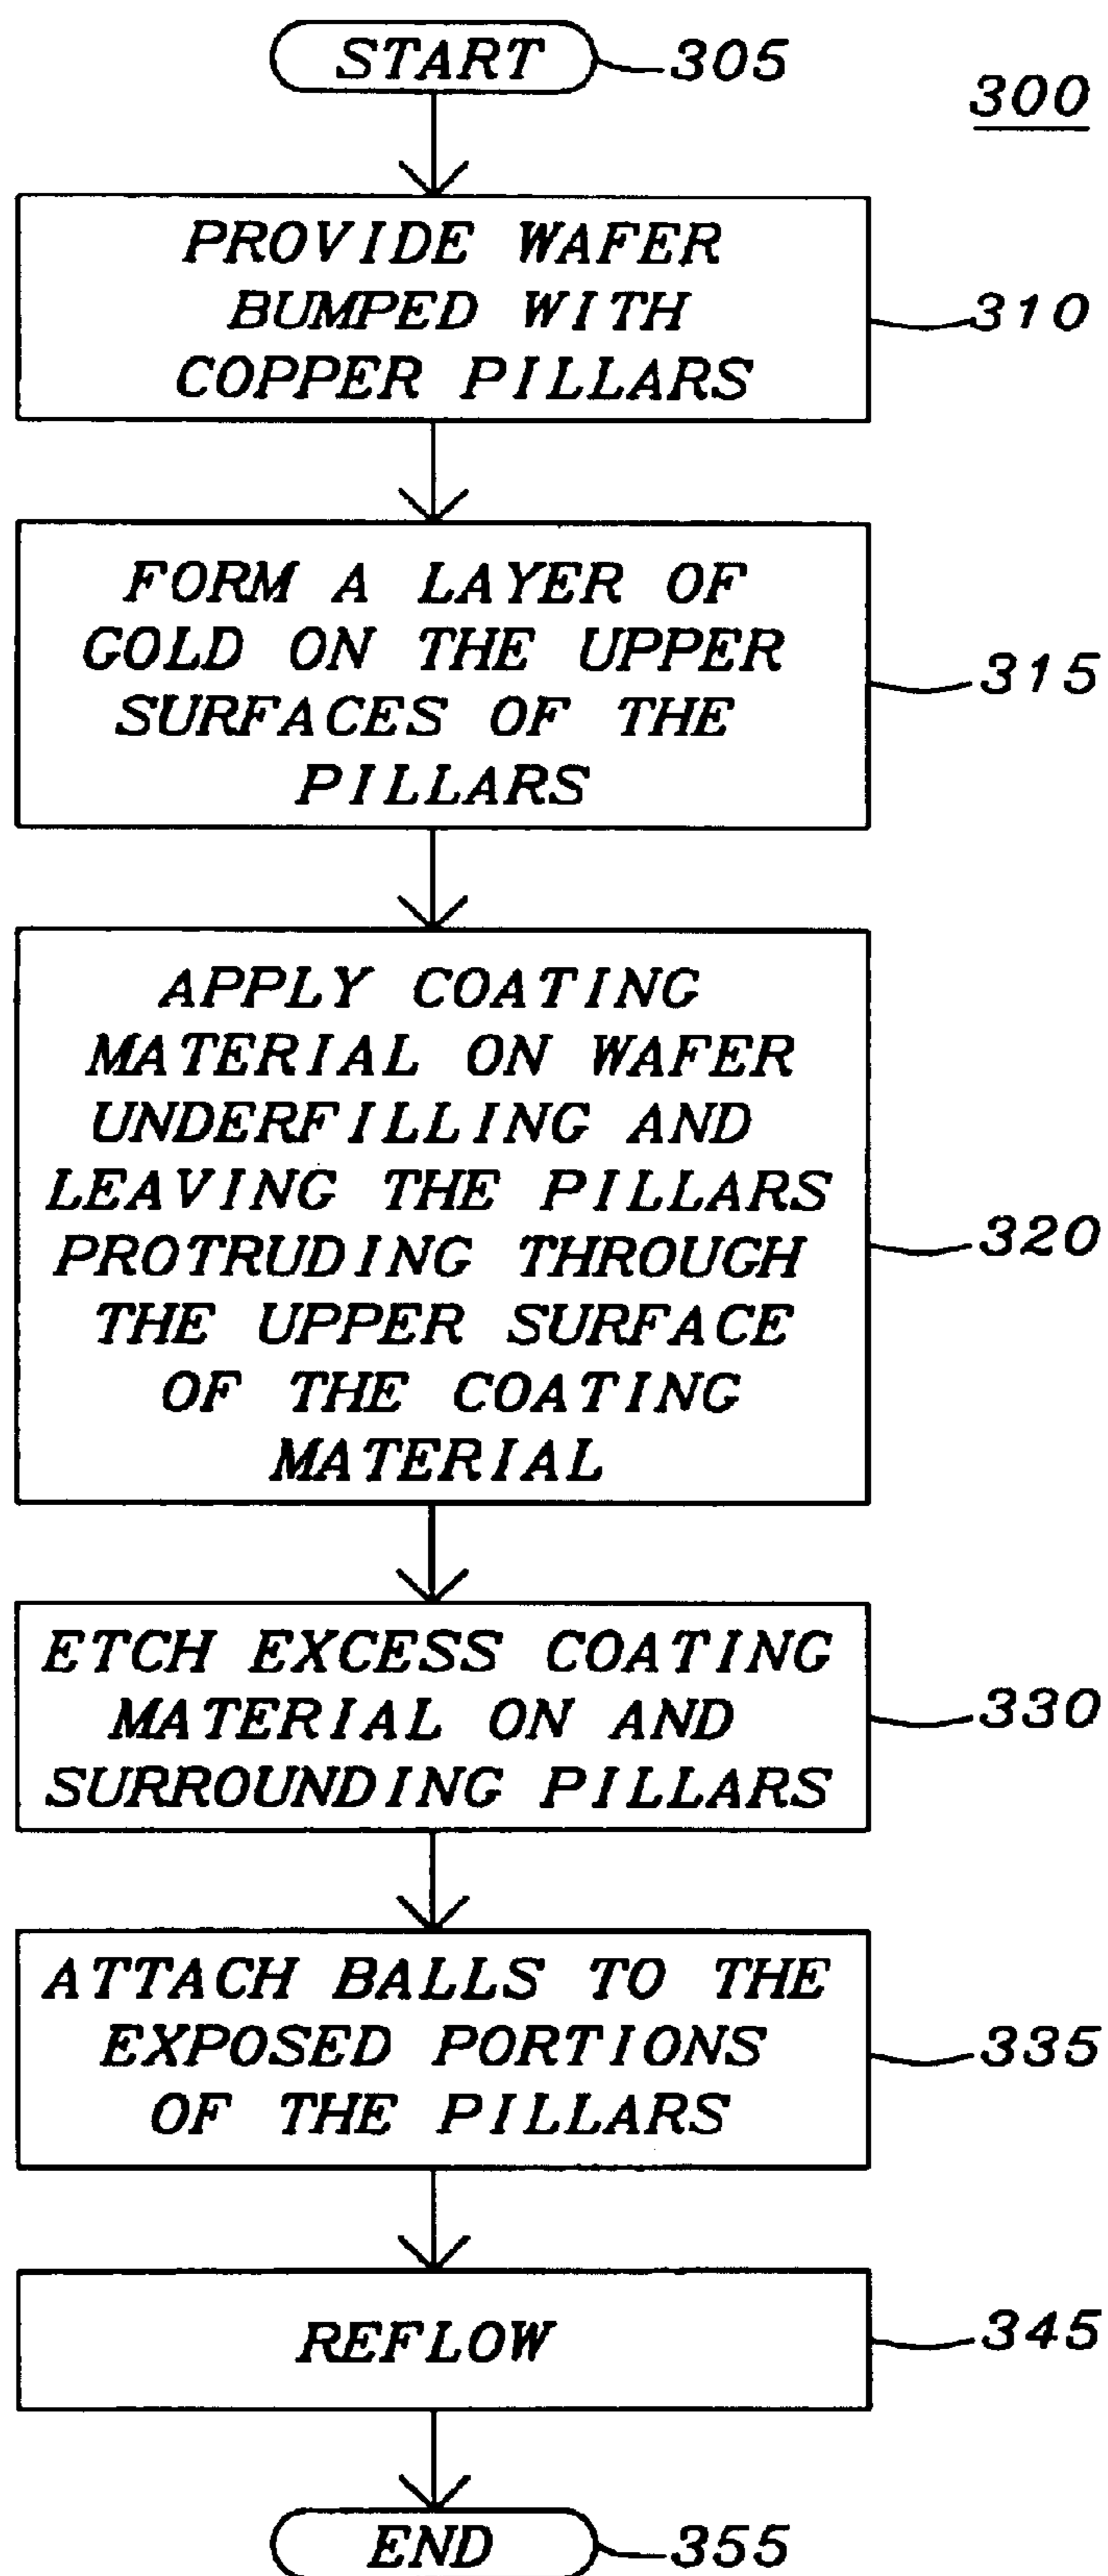 START
305
300
PROVIDE WAFER
BUMPED WITH
COPPER PILLARS
310
FORM A LAYER OF
GOLD ON THE UPPER
SURFACES OF THE
PILLARS
315
APPLY COATING
MATERIAL ON WAFER
UNDERFILLING AND
LEAVING THE PILLARS
PROTRUDING THROUGH
THE UPPER SURFACE
OF THE COATING
MATERIAL
320
ETCH EXCESS COATING
MATERIAL ON AND
SURROUNDING PILLARS
330
ATTACH BALLS TO THE
EXPOSED PORTIONS
OF THE PILLARS
335
REFLOW
345
END
355